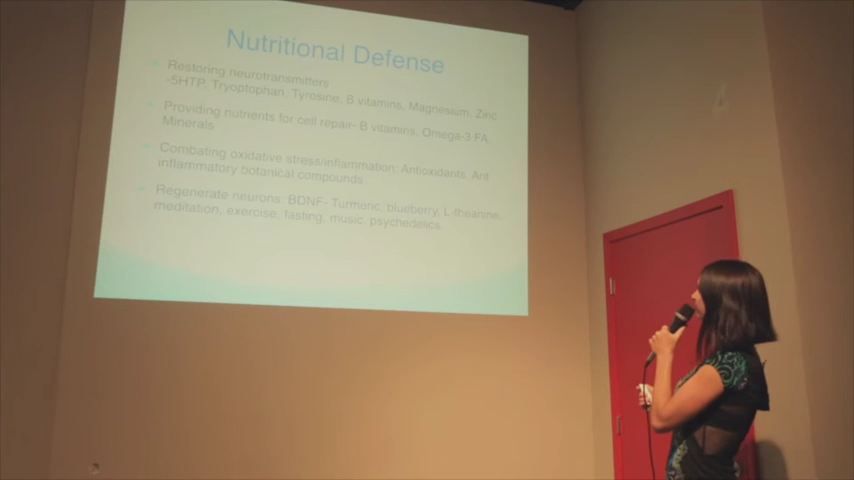 Nutritional Defense
Restoring neurotransmitters
-5HTP, Tryoptophan, Tyrosine, B vitamins, Magnesium, Zinc
Providing nutrients for cell repair- B vitamins, Omega-3 FA,
Minerals
Combating oxidative stress/inflammation: Antioxidants, Ant
inflammatory botanical compounds
Regenerate neurons: BDNF- Turmeric, blueberry, L-theanine,
meditation, exercise, fasting, music, psychedelics.